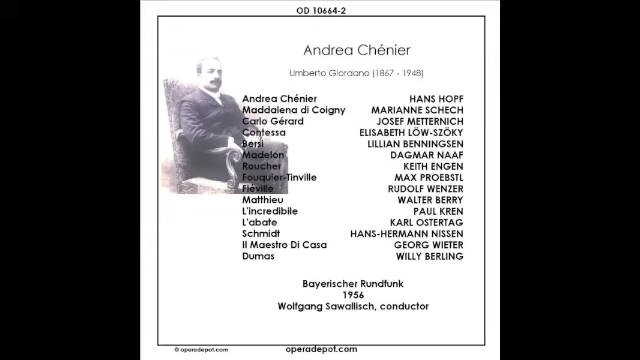 OD 10664-2
Andrea Chénier
Umberto Giordano (1867 - 1948)
Andrea Chénier HANS HOPF
Maddalena di Coigny MARIANNE SCHECH
Carlo Gérard JOSEF METTERNICH
Contessa ELISABETH LÖW-SZÖKY
Bersi LILLIAN BENNINGSEN
Madelon DAGMAR NAAF
Roucher KEITH ENGEN
Fouquier-Tinville MAX PROEBSTL
Fléville RUDOLF WENZER
Matthieu WALTER BERRY
L'incredibile PAUL KREN
L'abate KARL OSTERTAG
Schmidt HANS-HERMANN NISSEN
Il Maestro Di Casa GEORG WIETER
Dumas WILLY BERLING
Bayerischer Rundfunk
1956
Wolfgang Sawallisch, conductor
© operadepot.com operadepot.com